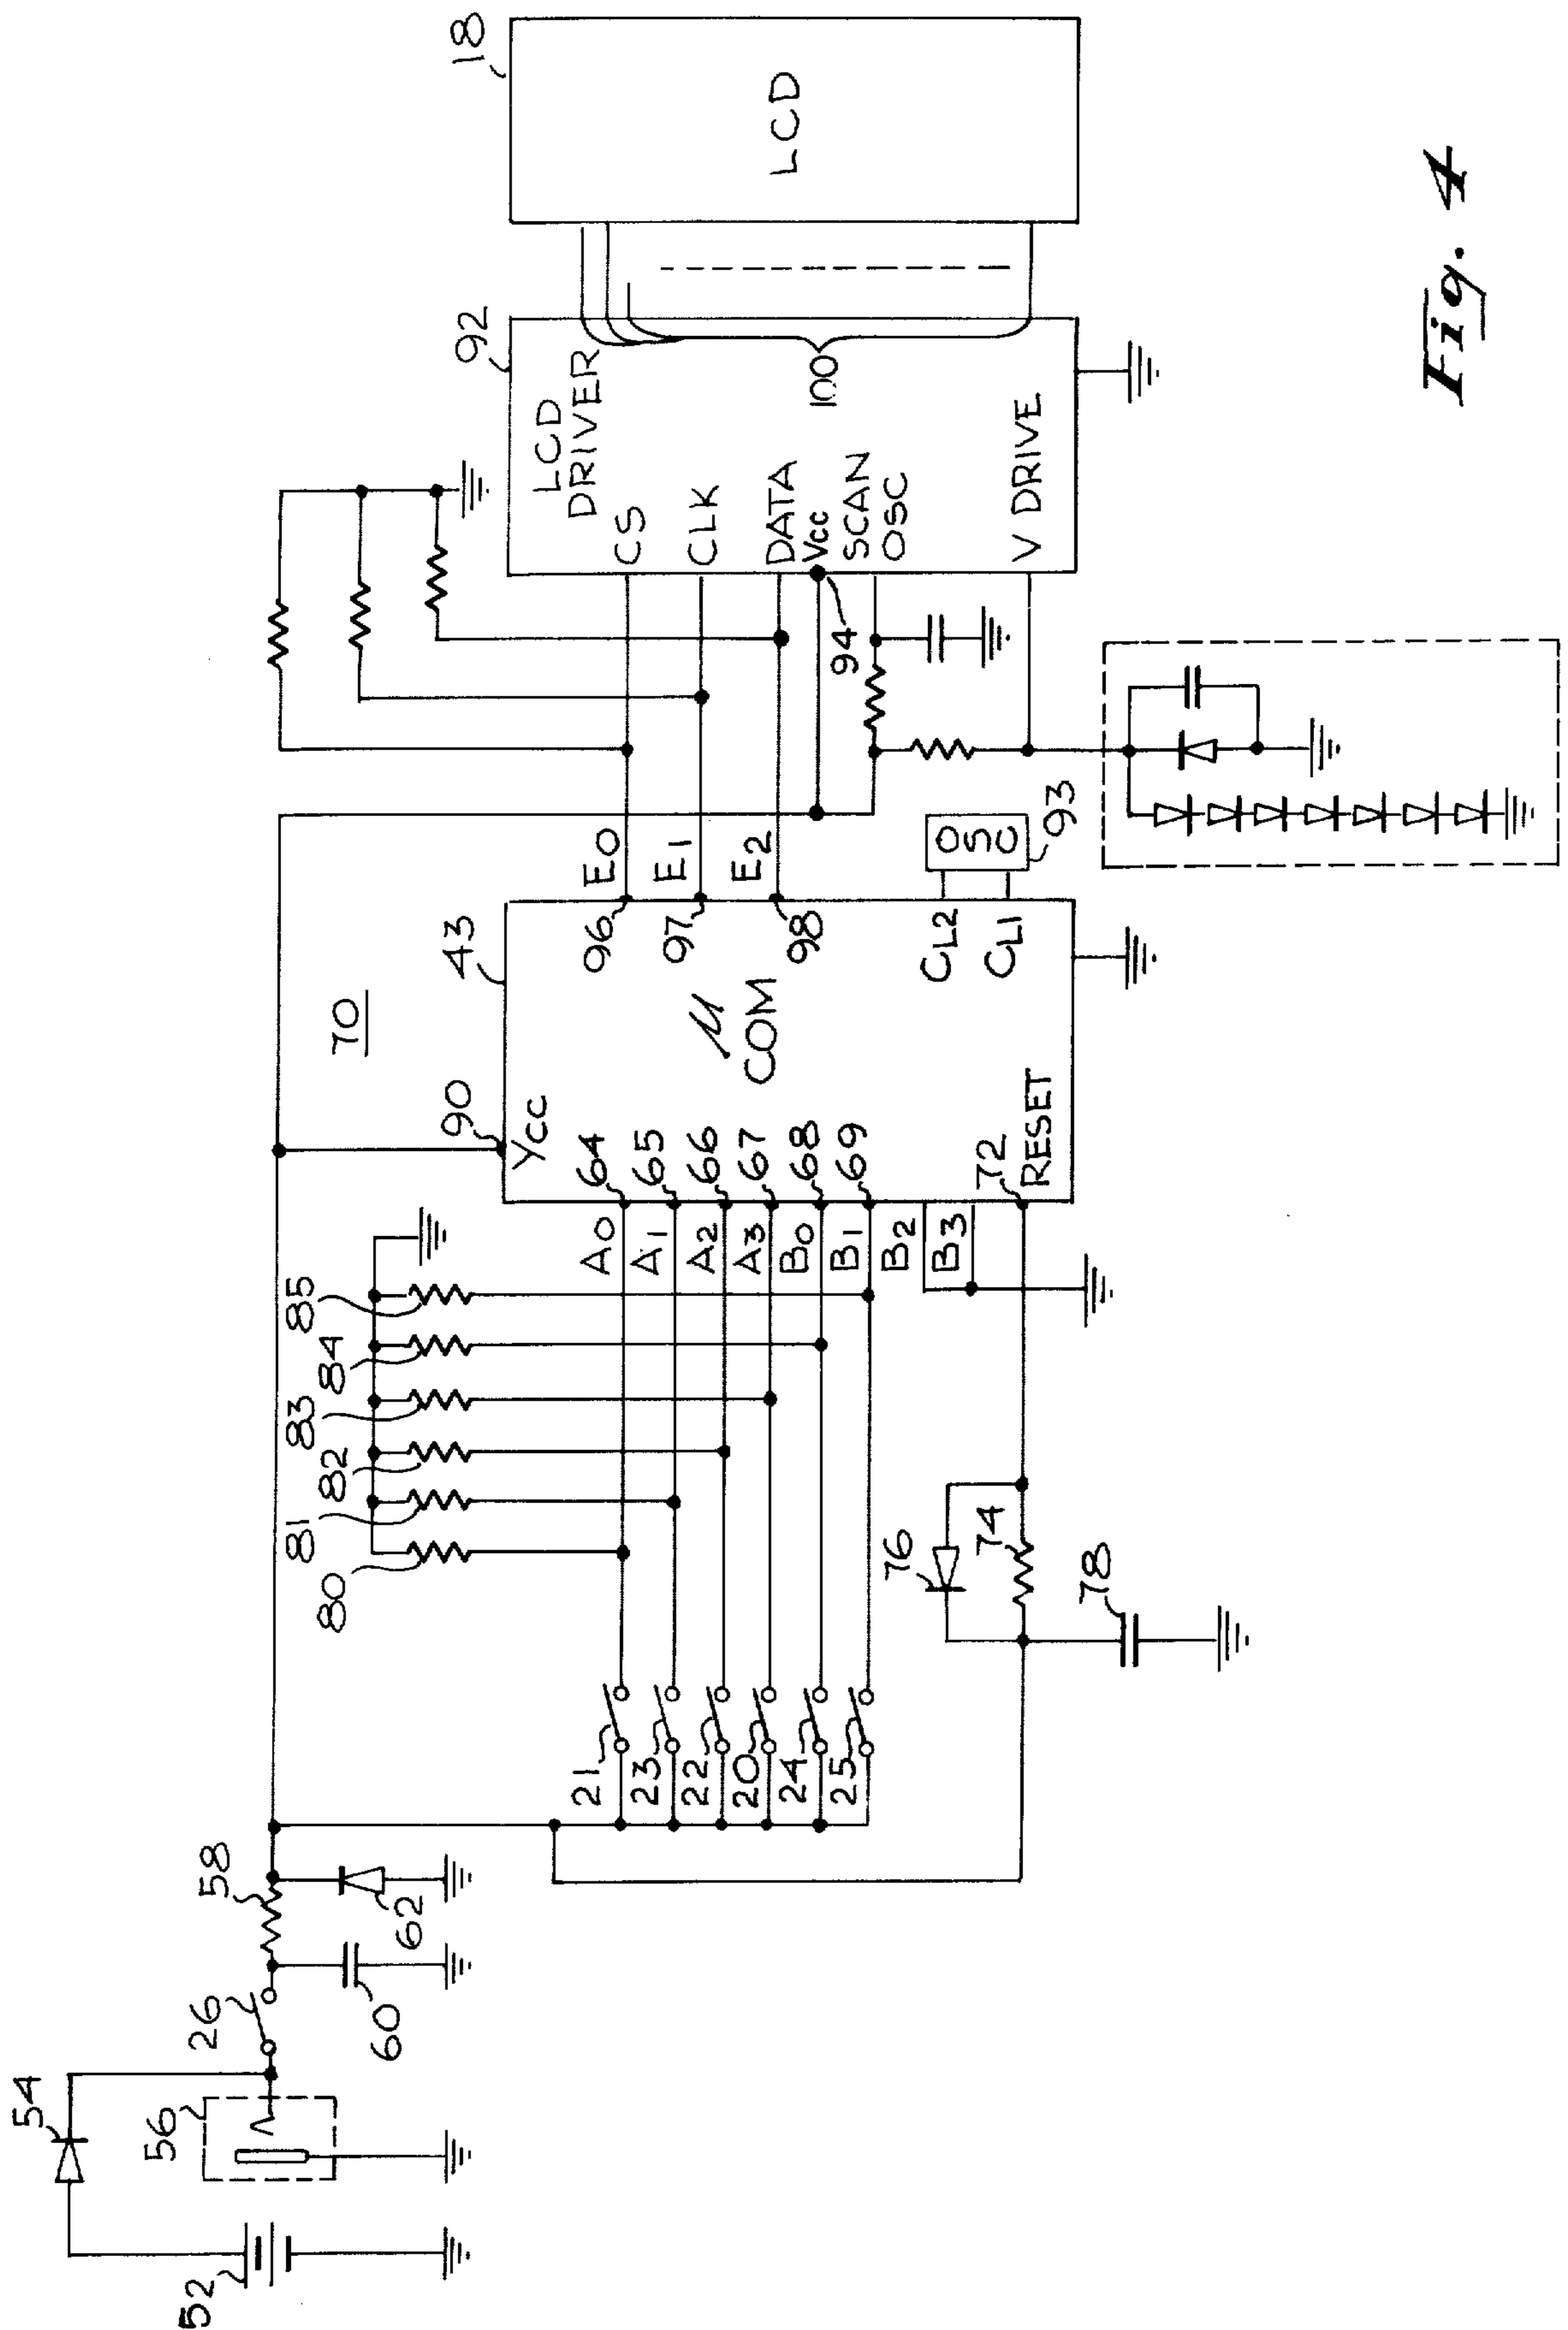 52
54
56
26
60
58
62
21
23
22
20
24
25
80
81
82
83
84
85
76
74
78
A0
A1
A2
A3
B0
B1
B2
B3
64
65
66
67
68
69
72
RESET
90
VCC
70
43
μ
COM
96
97
98
E0
E1
E2
CL2
CL1
OSC
93
94
92
LCD
DRIVER
CS
CLK
DATA
Vcc
SCAN
OSC
V DRIVE
100
18
LCD
Fig. 4